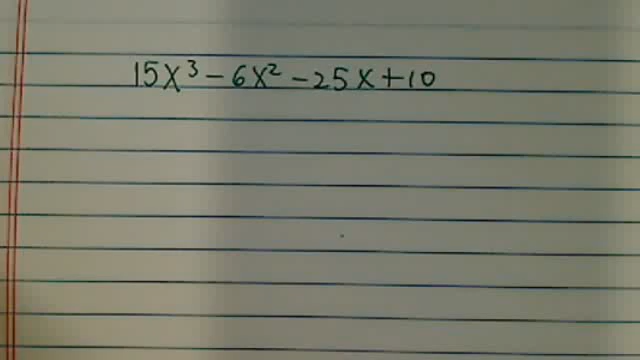 15x³ - 6x² - 25x + 10